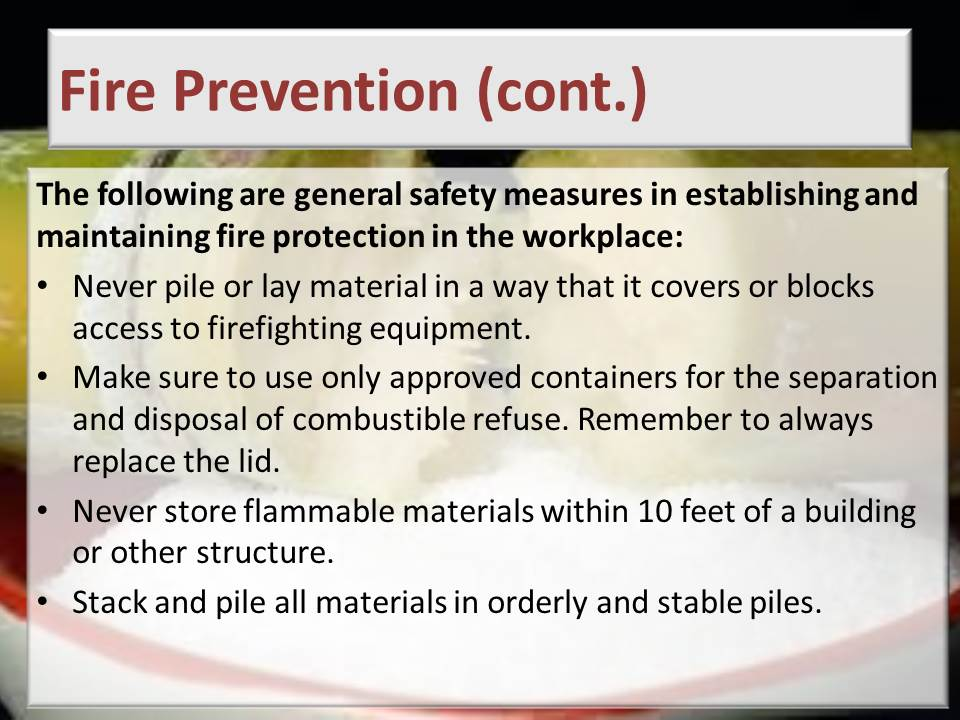 Fire Prevention (cont.)
The following are general safety measures in establishing and
maintaining fire protection in the workplace:
• Never pile or lay material in a way that it covers or blocks
access to firefighting equipment.
• Make sure to use only approved containers for the separation
and disposal of combustible refuse. Remember to always
replace the lid.
• Never store flammable materials within 10 feet of a building
or other structure.
• Stack and pile all materials in orderly and stable piles.